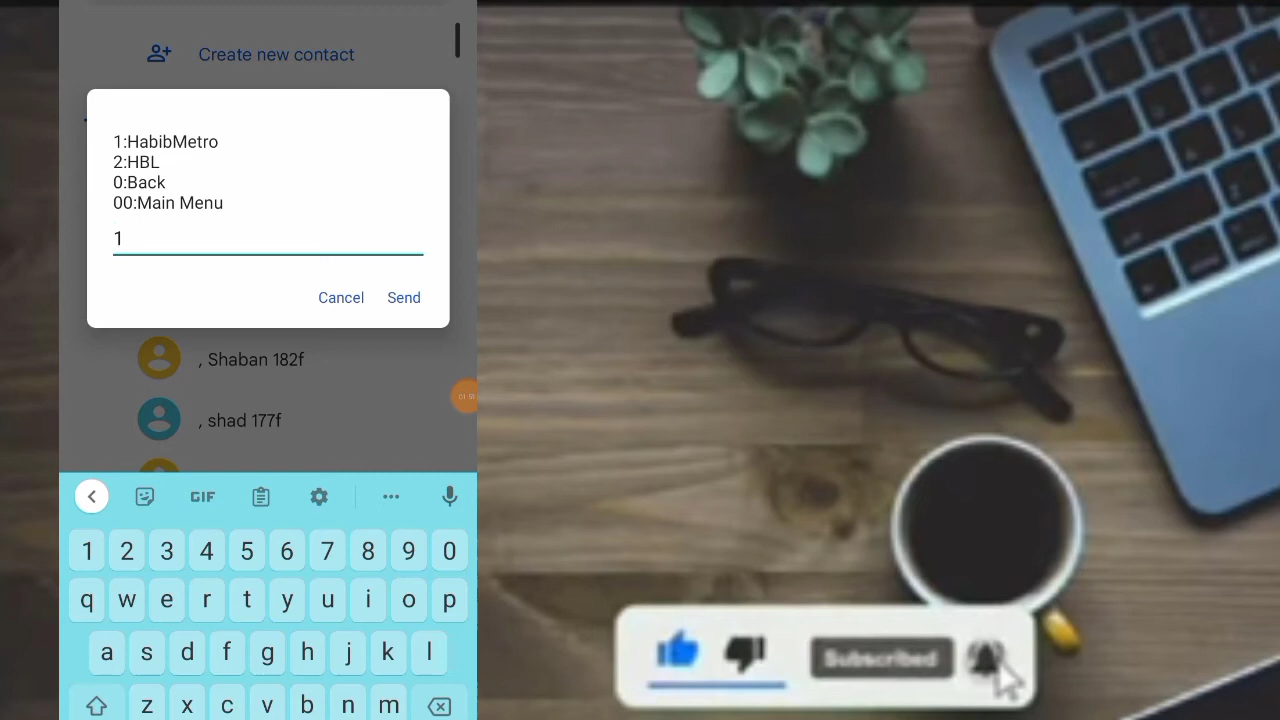 Create new contact
1:HabibMetro
2:HBL
0:Back
00:Main Menu
1
Cancel Send
, Shaban 182f
, shad 177f
GIF
1 2 3 4 5 6 7 8 9 0
q w e r t y u i o p
a s d f g h j k l
z x c v b n m
Subscribed